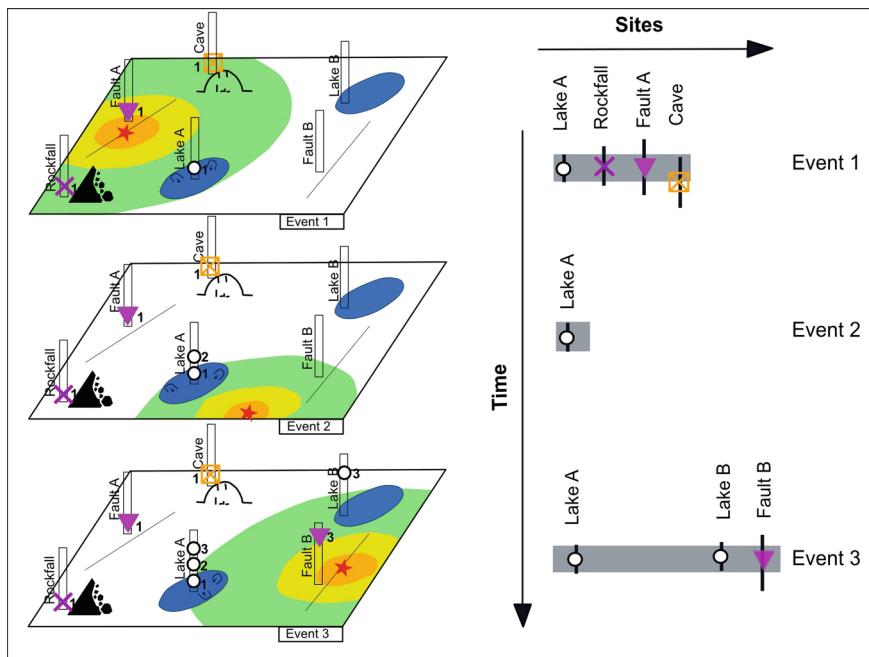 Cave
1
Fault A
1
Lake B
Lake A
1
Fault B
Rockfall
1
Event 1
Cave
1
Fault A
1
Lake B
Lake A
2
1
Fault B
Rockfall
1
Event 2
Cave
1
Fault A
1
Lake B
3
Lake A
3
2
1
Fault B
3
Rockfall
1
Event 3
Sites
Time
Lake A
Rockfall
Fault A
Cave
Event 1
Lake A
Event 2
Lake A
Lake B
Fault B
Event 3